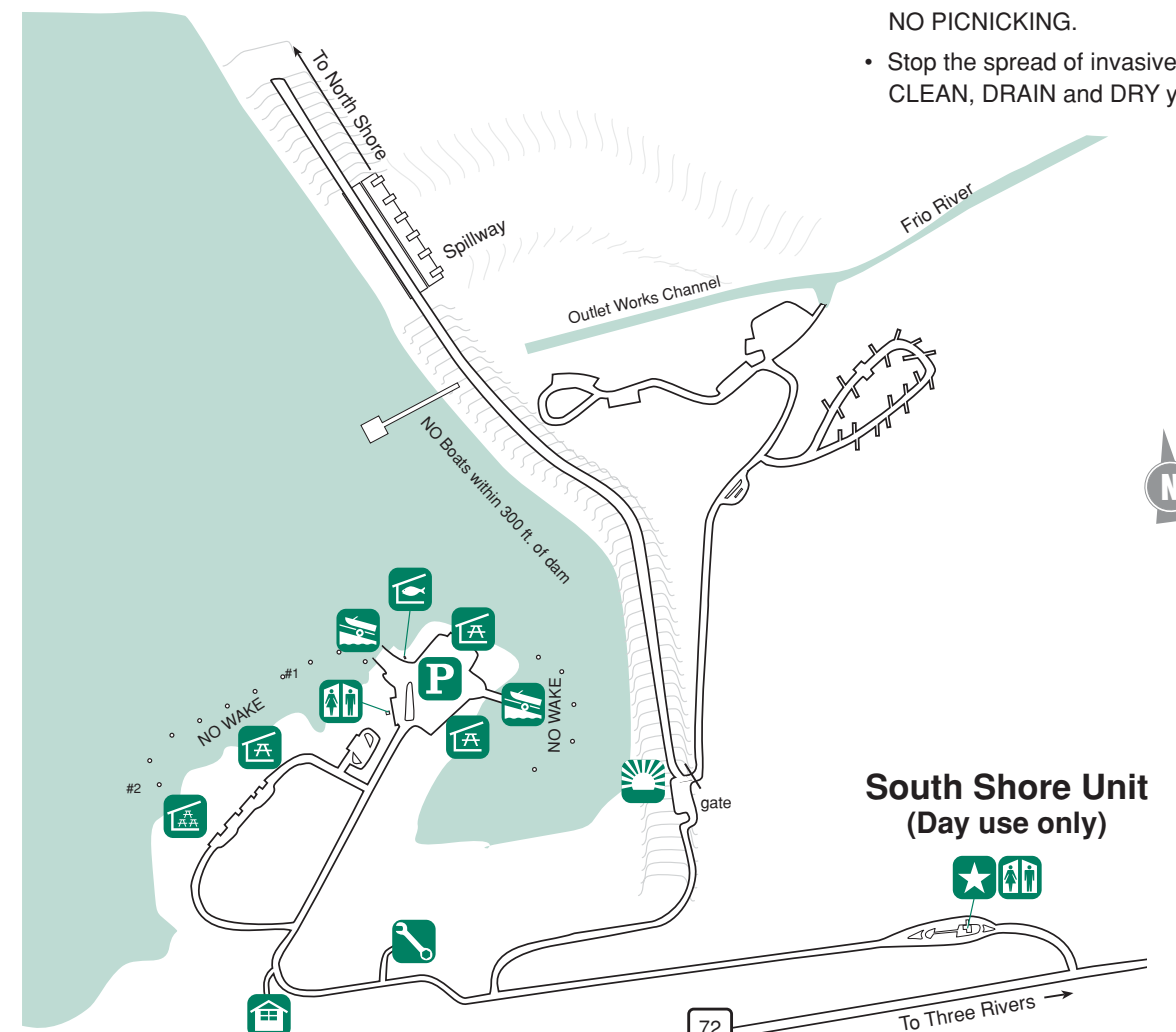 NO PICNICKING.
• Stop the spread of invasive
CLEAN, DRAIN and DRY y
To North Shore
Spillway
Frio River
Outlet Works Channel
NO Boats within 300 ft. of dam
N
P
#1
NO WAKE
NO WAKE
#2
gate
South Shore Unit
(Day use only)
72
To Three Rivers